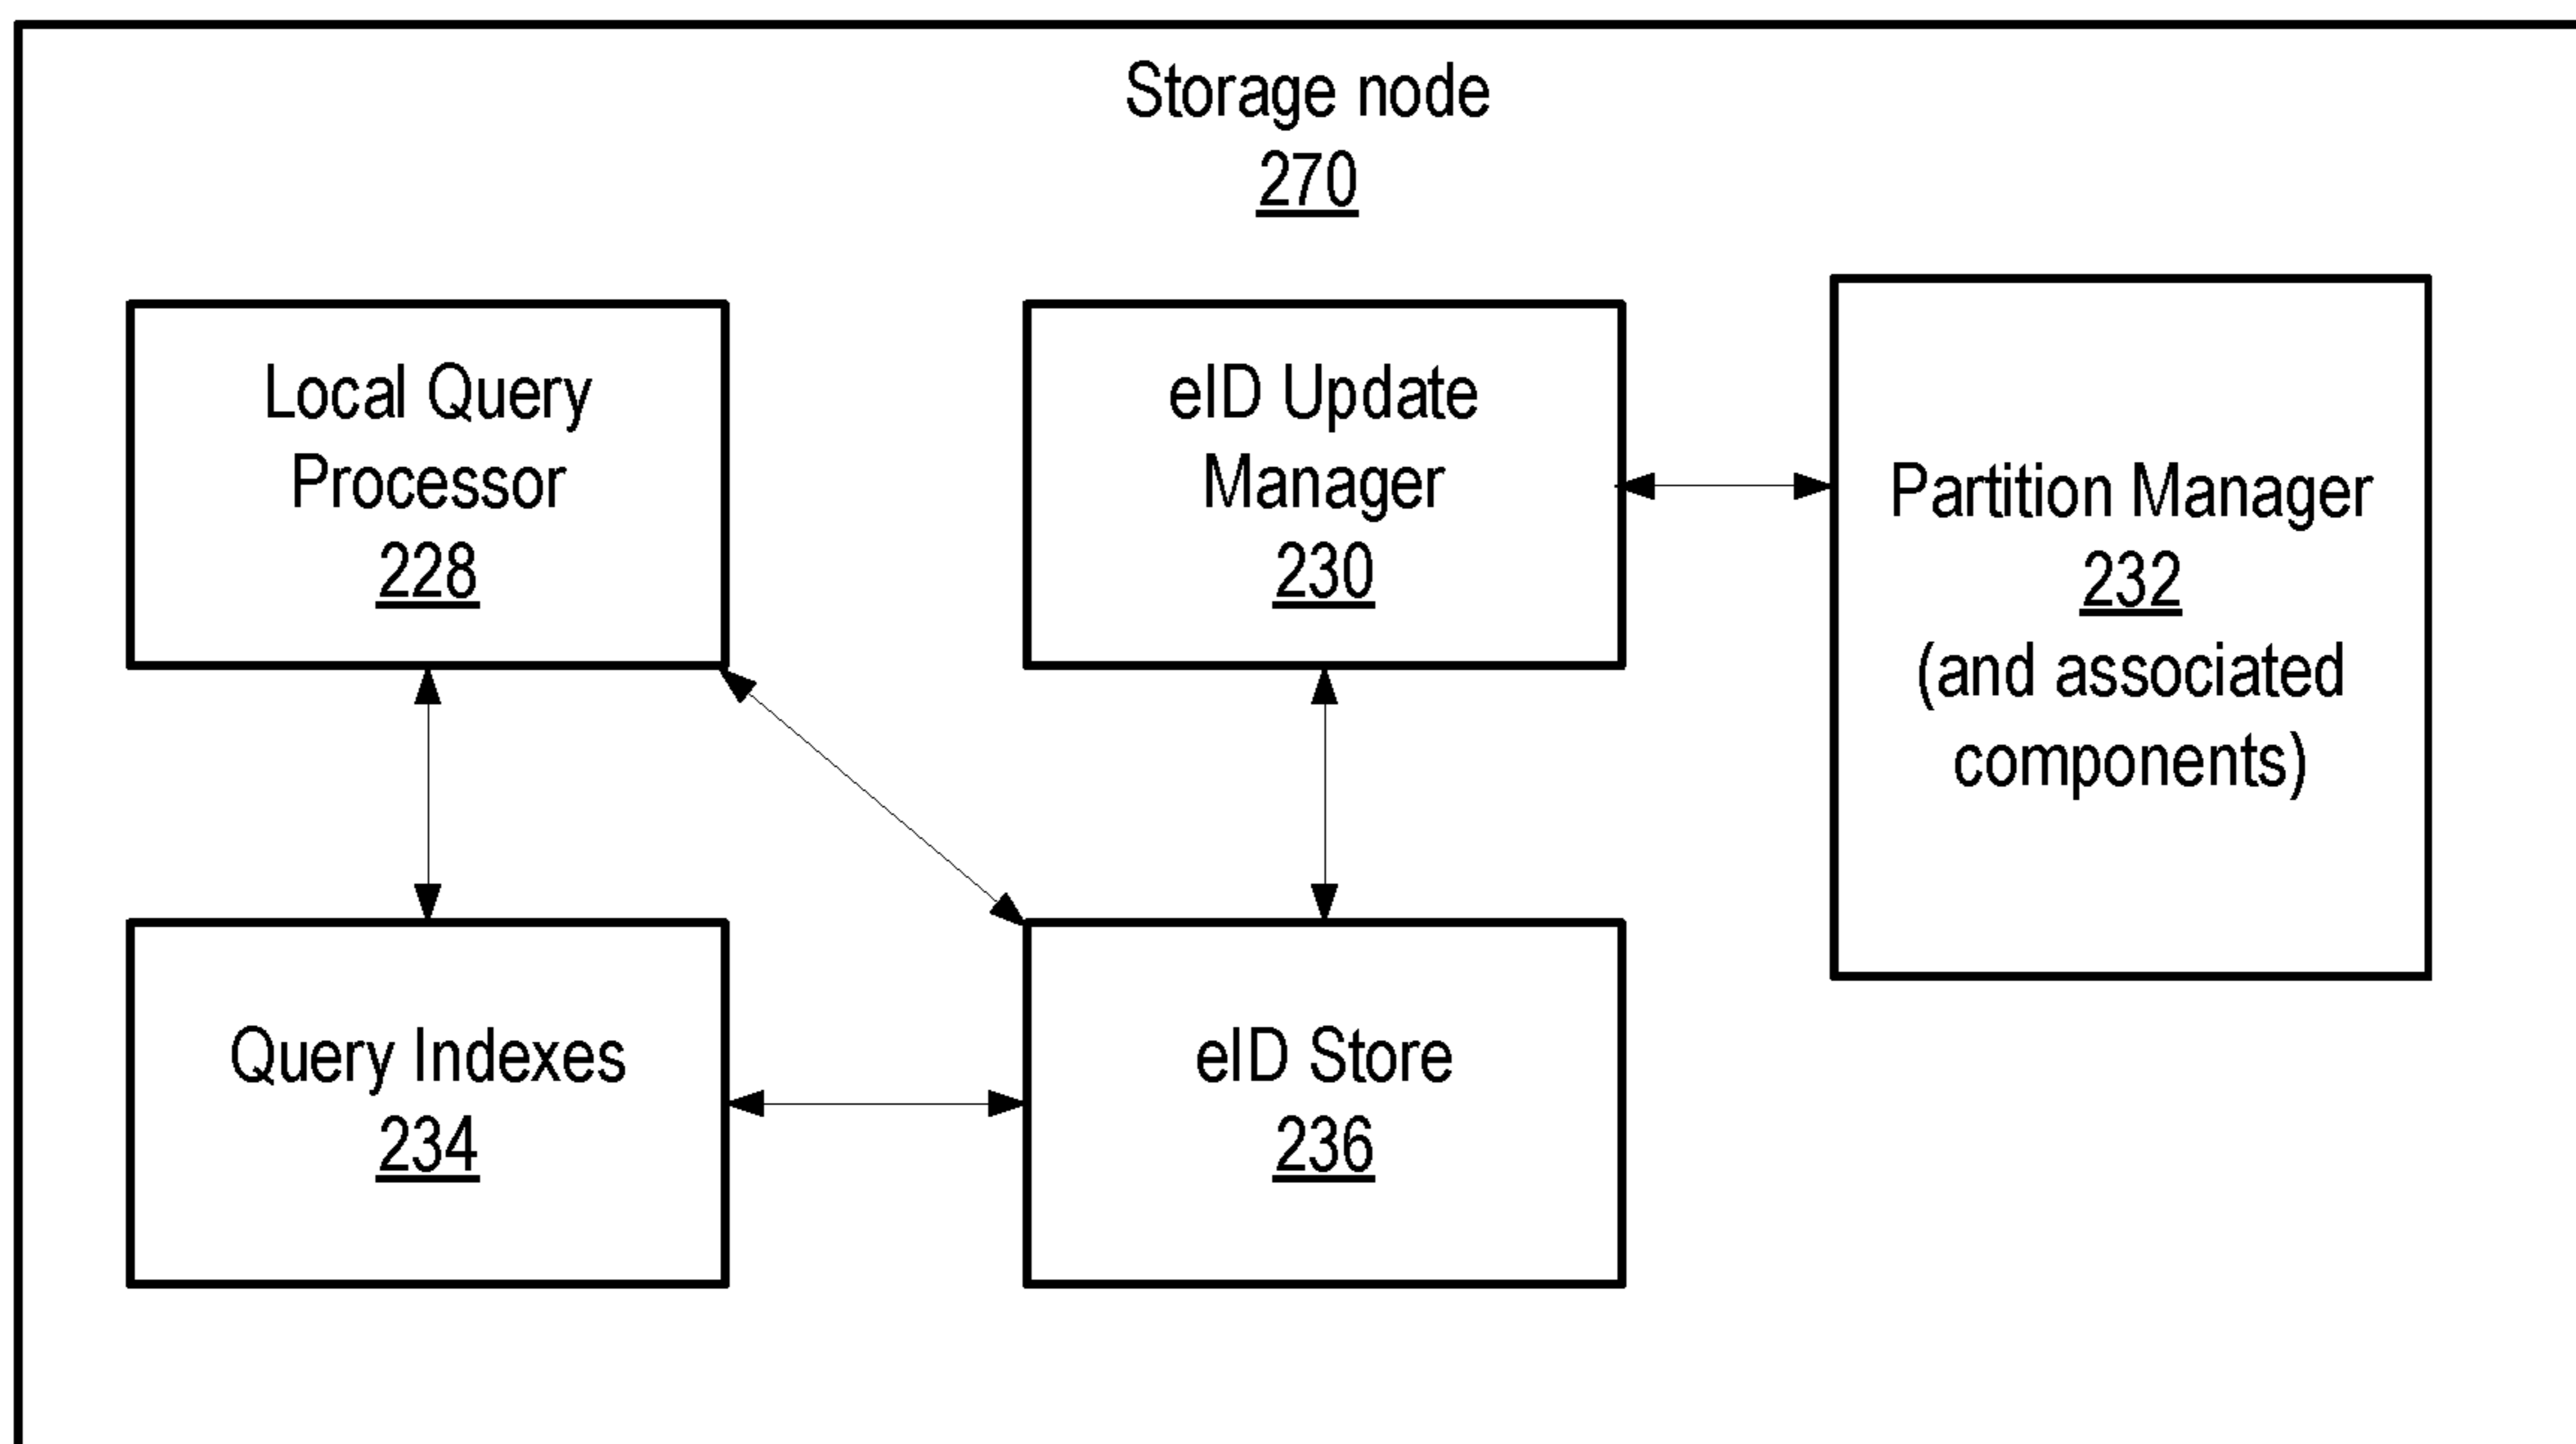 Storage node
270
Local Query
Processor
228
eID Update
Manager
230
Partition Manager
232
(and associated
components)
Query Indexes
234
eID Store
236